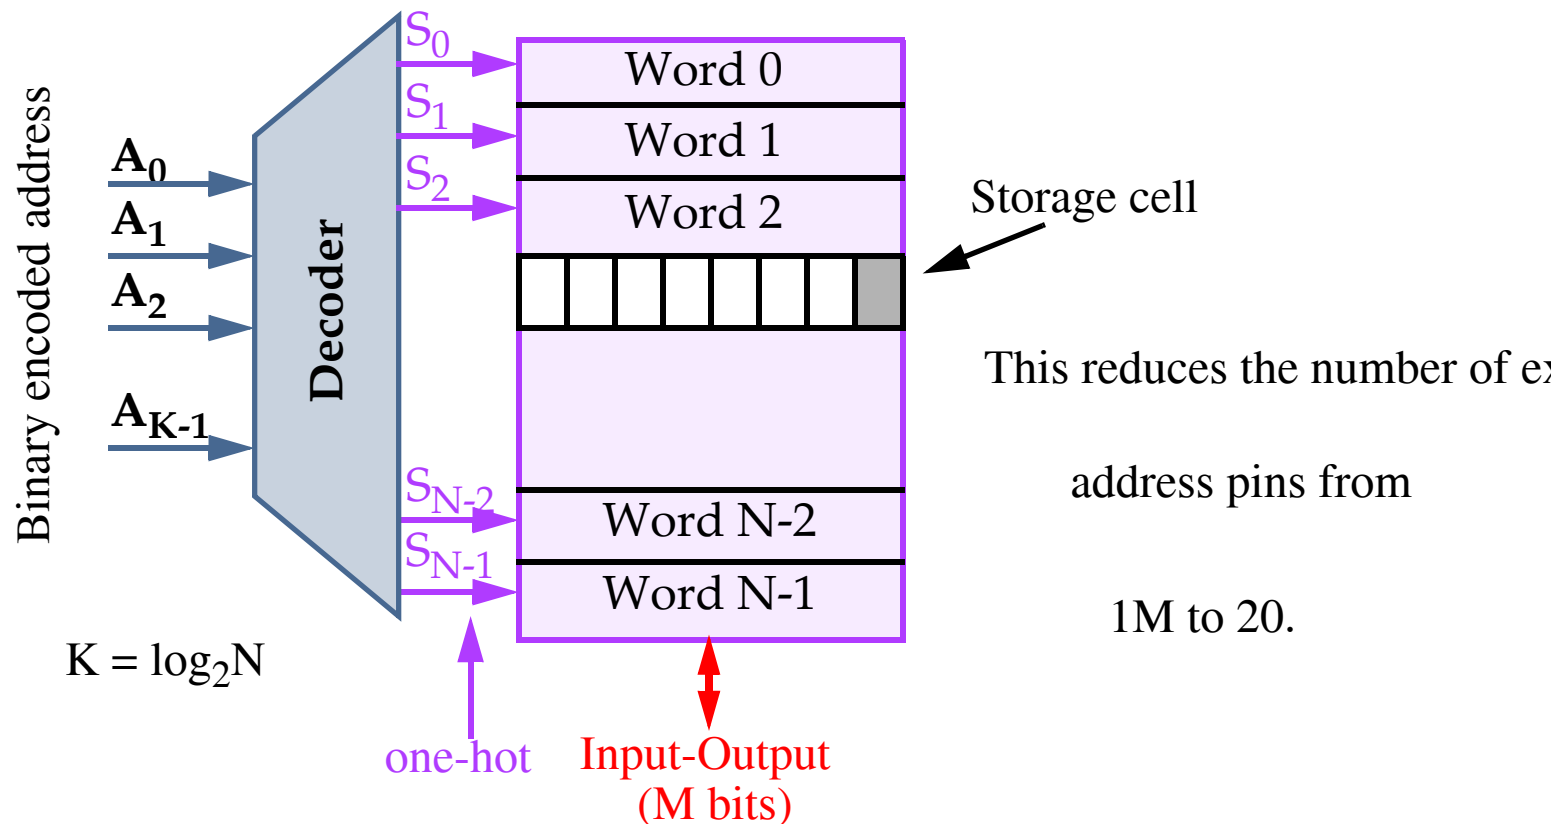 Binary encoded address
A0
A1
A2
AK-1
Decoder
S0
S1
S2
SN-2
SN-1
Word 0
Word 1
Word 2
Word N-2
Word N-1
Storage cell
This reduces the number of
address pins from
1M to 20.
K = log2N
one-hot
Input-Output
(M bits)